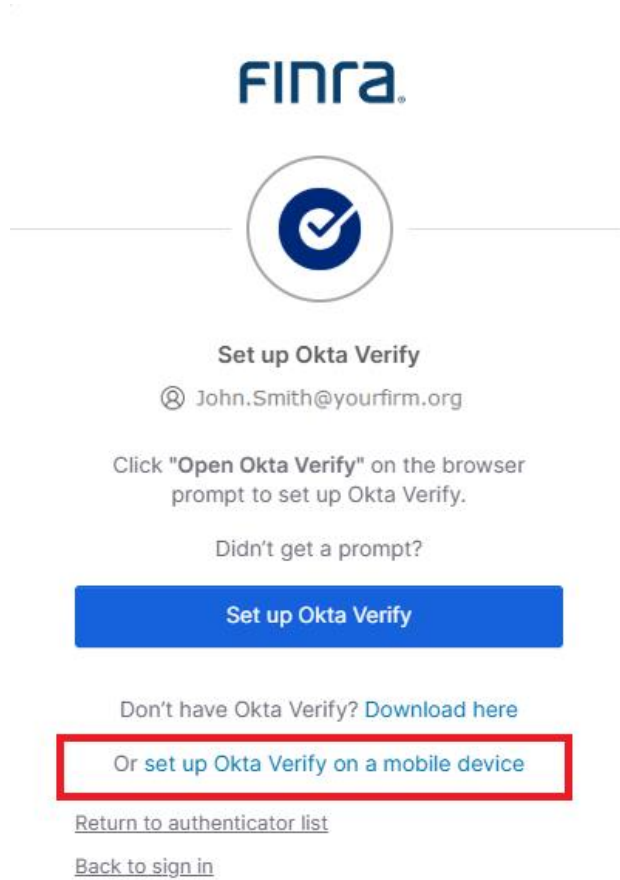 FINra.
Set up Okta Verify
John.Smith@yourfirm.org
Click "Open Okta Verify" on the browser
prompt to set up Okta Verify.
Didn't get a prompt?
Set up Okta Verify
Don't have Okta Verify? Download here
Or set up Okta Verify on a mobile device
Return to authenticator list
Back to sign in